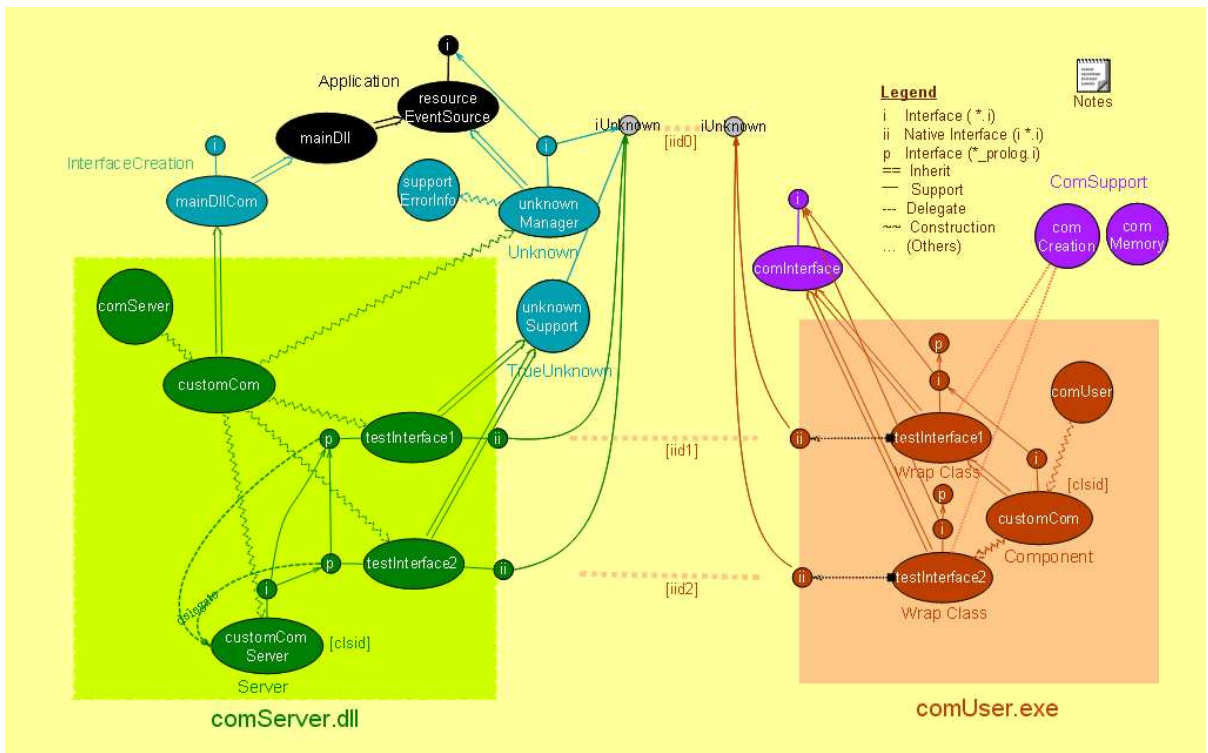 i
Application
resource
EventSource
mainDll
i
InterfaceCreation
mainDllCom
support
ErrorInfo
i
unknown
Manager
Unknown
iUnknown
[iid0]
iUnknown
Legend
i Interface ( *.i)
ii Native Interface (i *.i)
p Interface (*_prolog.i)
== Inherit
— Support
--- Delegate
~~ Construction
... (Others)
Notes
ComSupport
com
Creation
com
Memory
i
comInterface
comServer
customCom
unknown
Support
TrueUnknown
p
testInterface1
ii
[iid1]
p
testInterface2
ii
[iid2]
i
delegate
customCom
Server
[clsid]
Server
comServer.dll
p
i
comUser
ii
testInterface1
Wrap Class
i
[clsid]
p
i
customCom
Component
ii
testInterface2
Wrap Class
comUser.exe